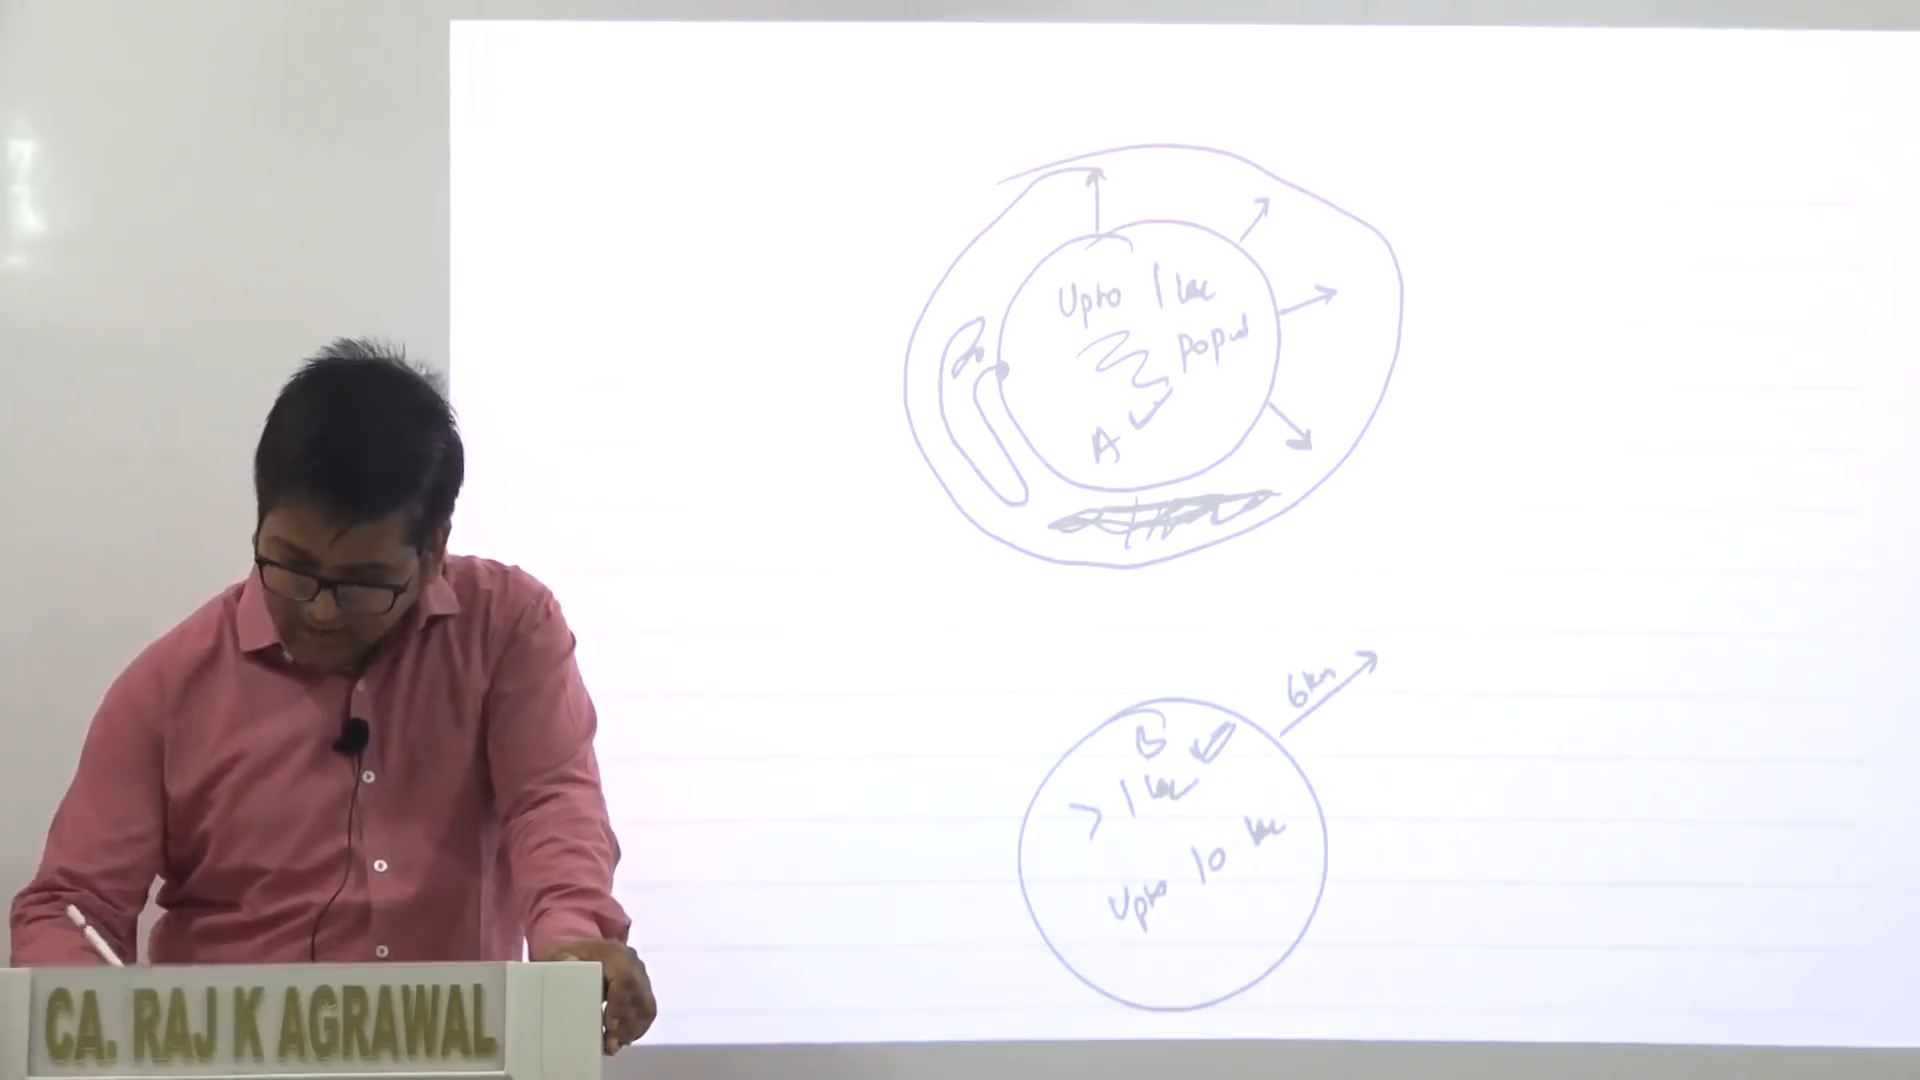 Upto 1 lac
Popul
A
6km
B
> 1 lac
Upto 10 lac
CA. RAJ K AGRAWAL